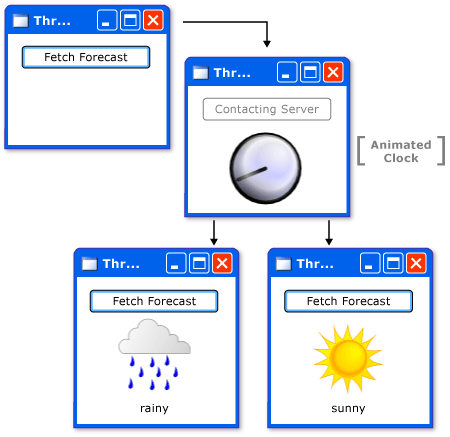 Thr...
Fetch Forecast
Thr...
Contacting Server
[ Animated
Clock ]
Thr...
Fetch Forecast
rainy
Thr...
Fetch Forecast
sunny